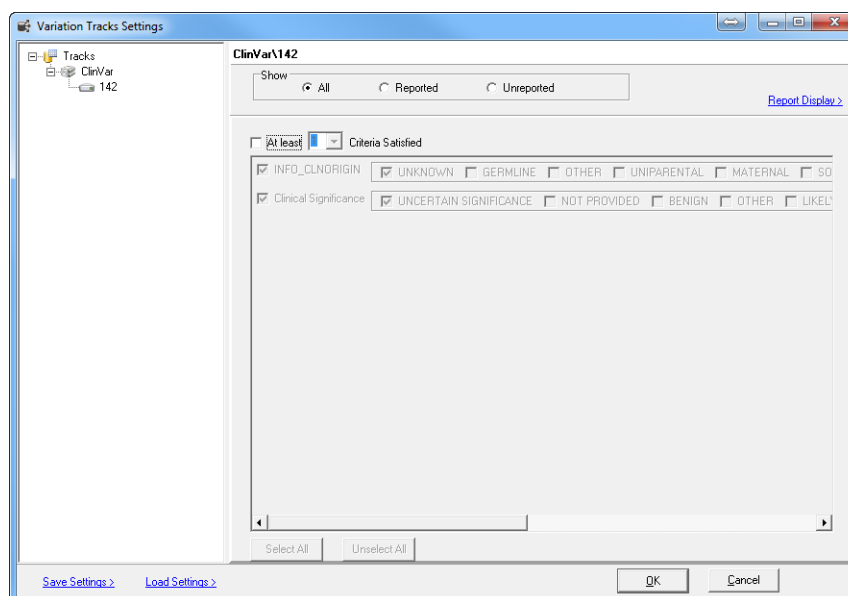 Variation Tracks Settings
Tracks
ClinVar
142
ClinVar\142
Show
All Reported Unreported
Report Display >
At least Criteria Satisfied
INFO_CLNORIGIN UNKNOWN GERMLINE OTHER UNIPARENTAL MATERNAL SO
Clinical Significance UNCERTAIN SIGNIFICANCE NOT PROVIDED BENIGN OTHER LIKELY
Select All Unselect All
Save Settings > Load Settings > OK Cancel